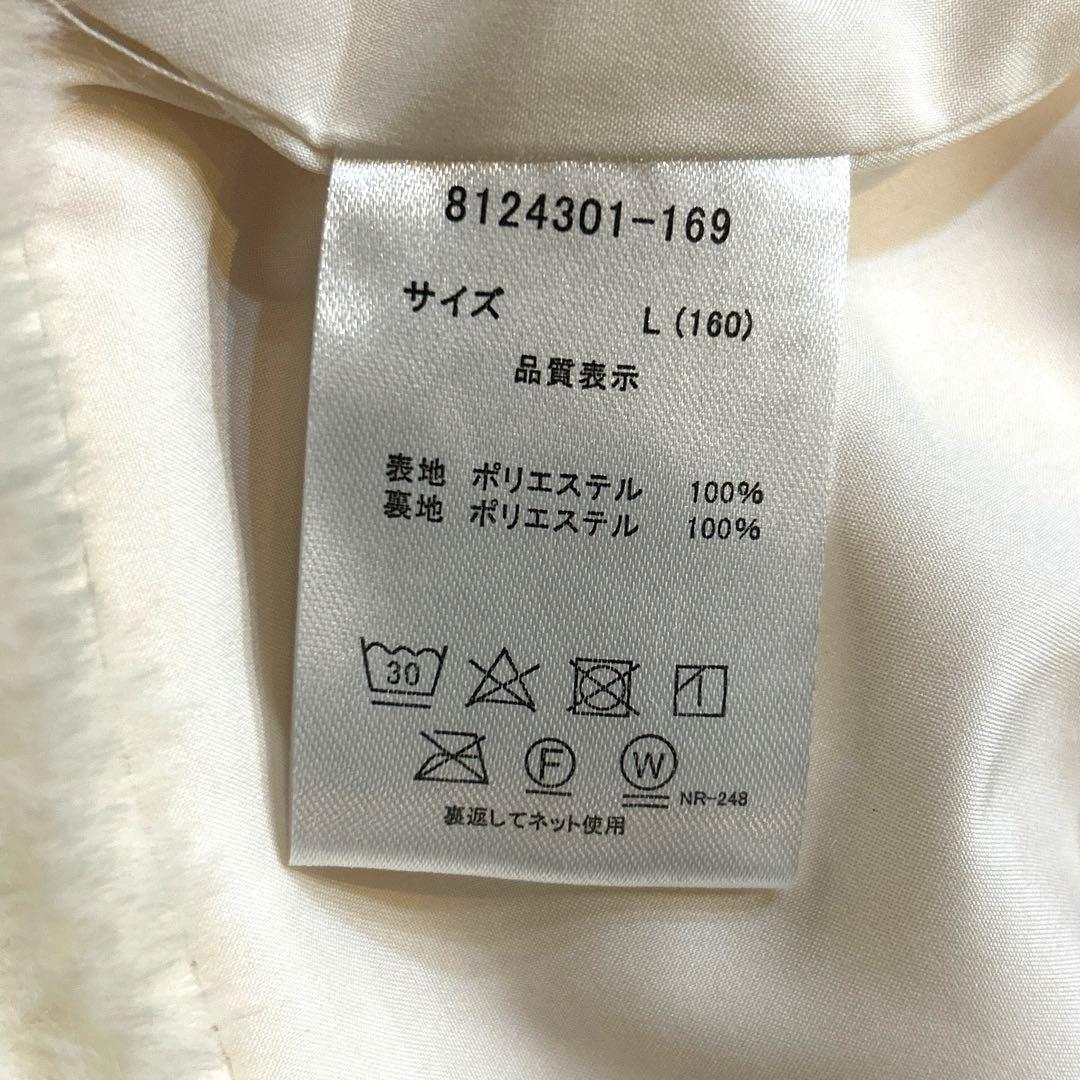 8124301-169
サイズ L (160)
品質表示
表地 ポリエステル 100%
裏地 ポリエステル 100%
30
F W NR-248
裏返してネット使用